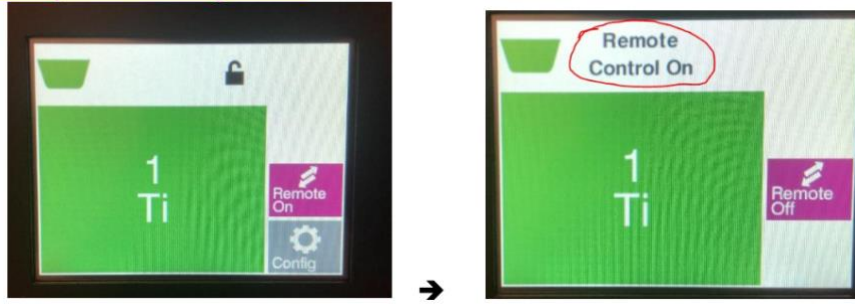 1
Ti
Remote
On
Config
Remote
Control On
1
Ti
Remote
Off